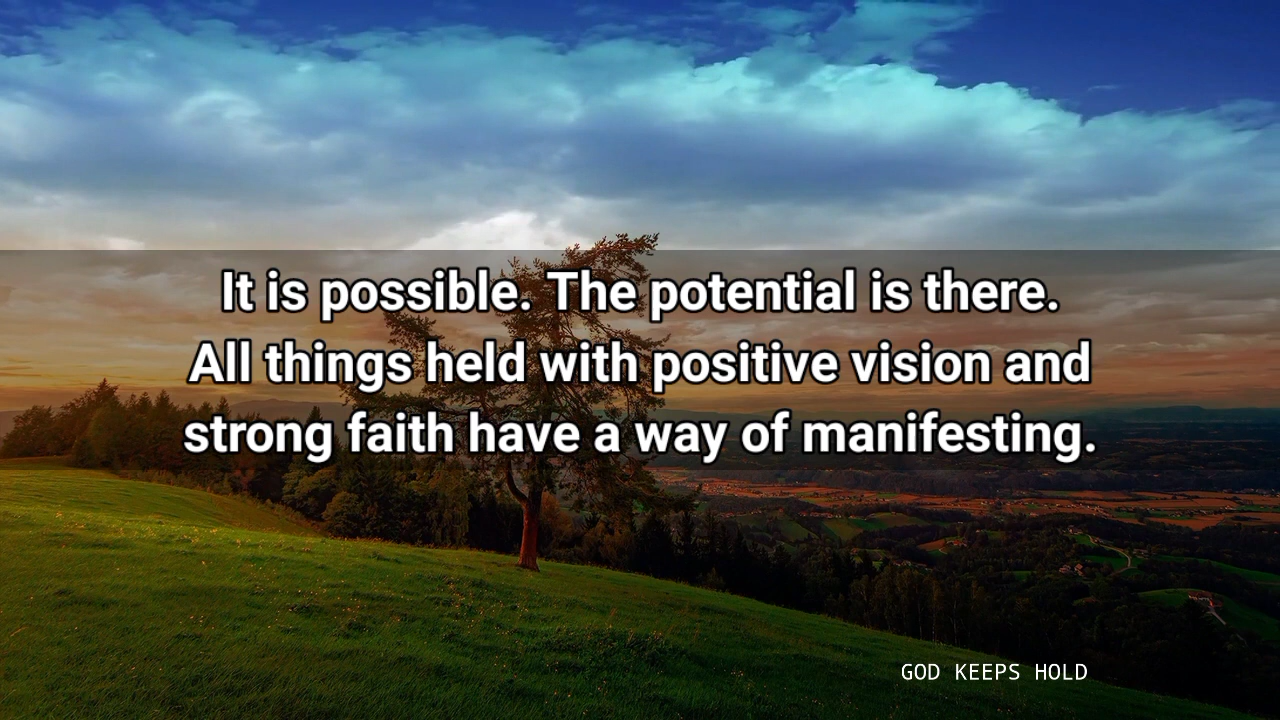 It is possible. The potential is there.
All things held with positive vision and
strong faith have a way of manifesting.
GOD KEEPS HOLD